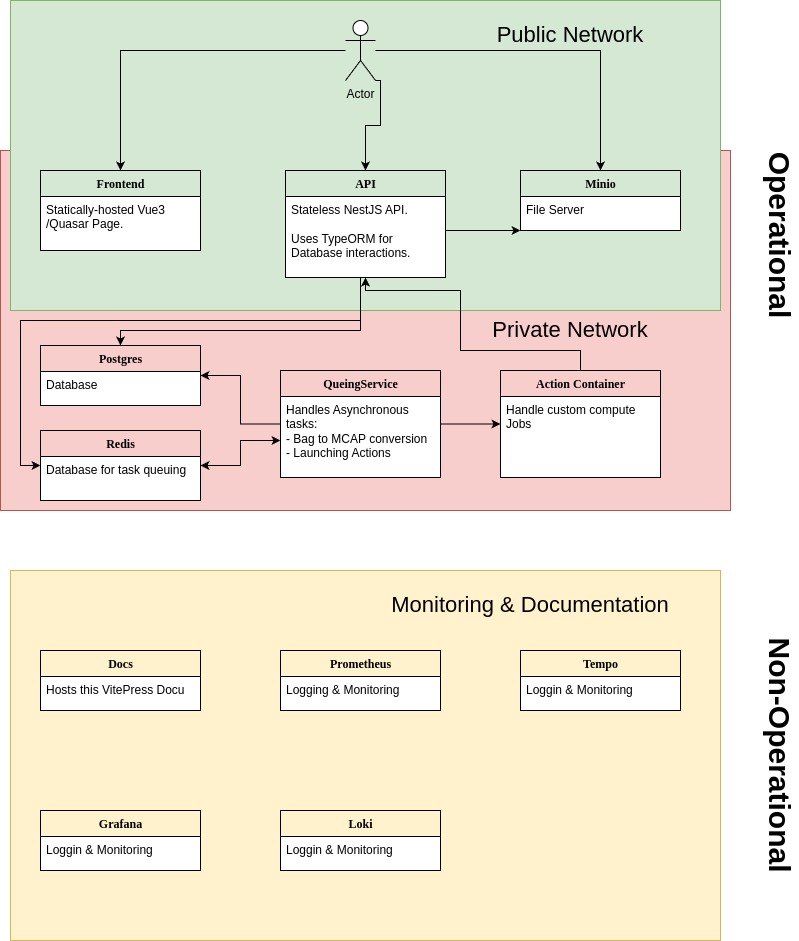 Public Network
Actor
Operational
Frontend
Statically-hosted Vue3
/Quasar Page.
API
Stateless NestJS API.
Uses TypeORM for
Database interactions.
Minio
File Server
Private Network
Postgres
Database
Redis
Database for task queuing
QueingService
Handles Asynchronous
tasks:
- Bag to MCAP conversion
- Launching Actions
Action Container
Handle custom compute
Jobs
Monitoring & Documentation
Non-Operational
Docs
Hosts this VitePress Docu
Prometheus
Logging & Monitoring
Tempo
Loggin & Monitoring
Grafana
Loggin & Monitoring
Loki
Loggin & Monitoring